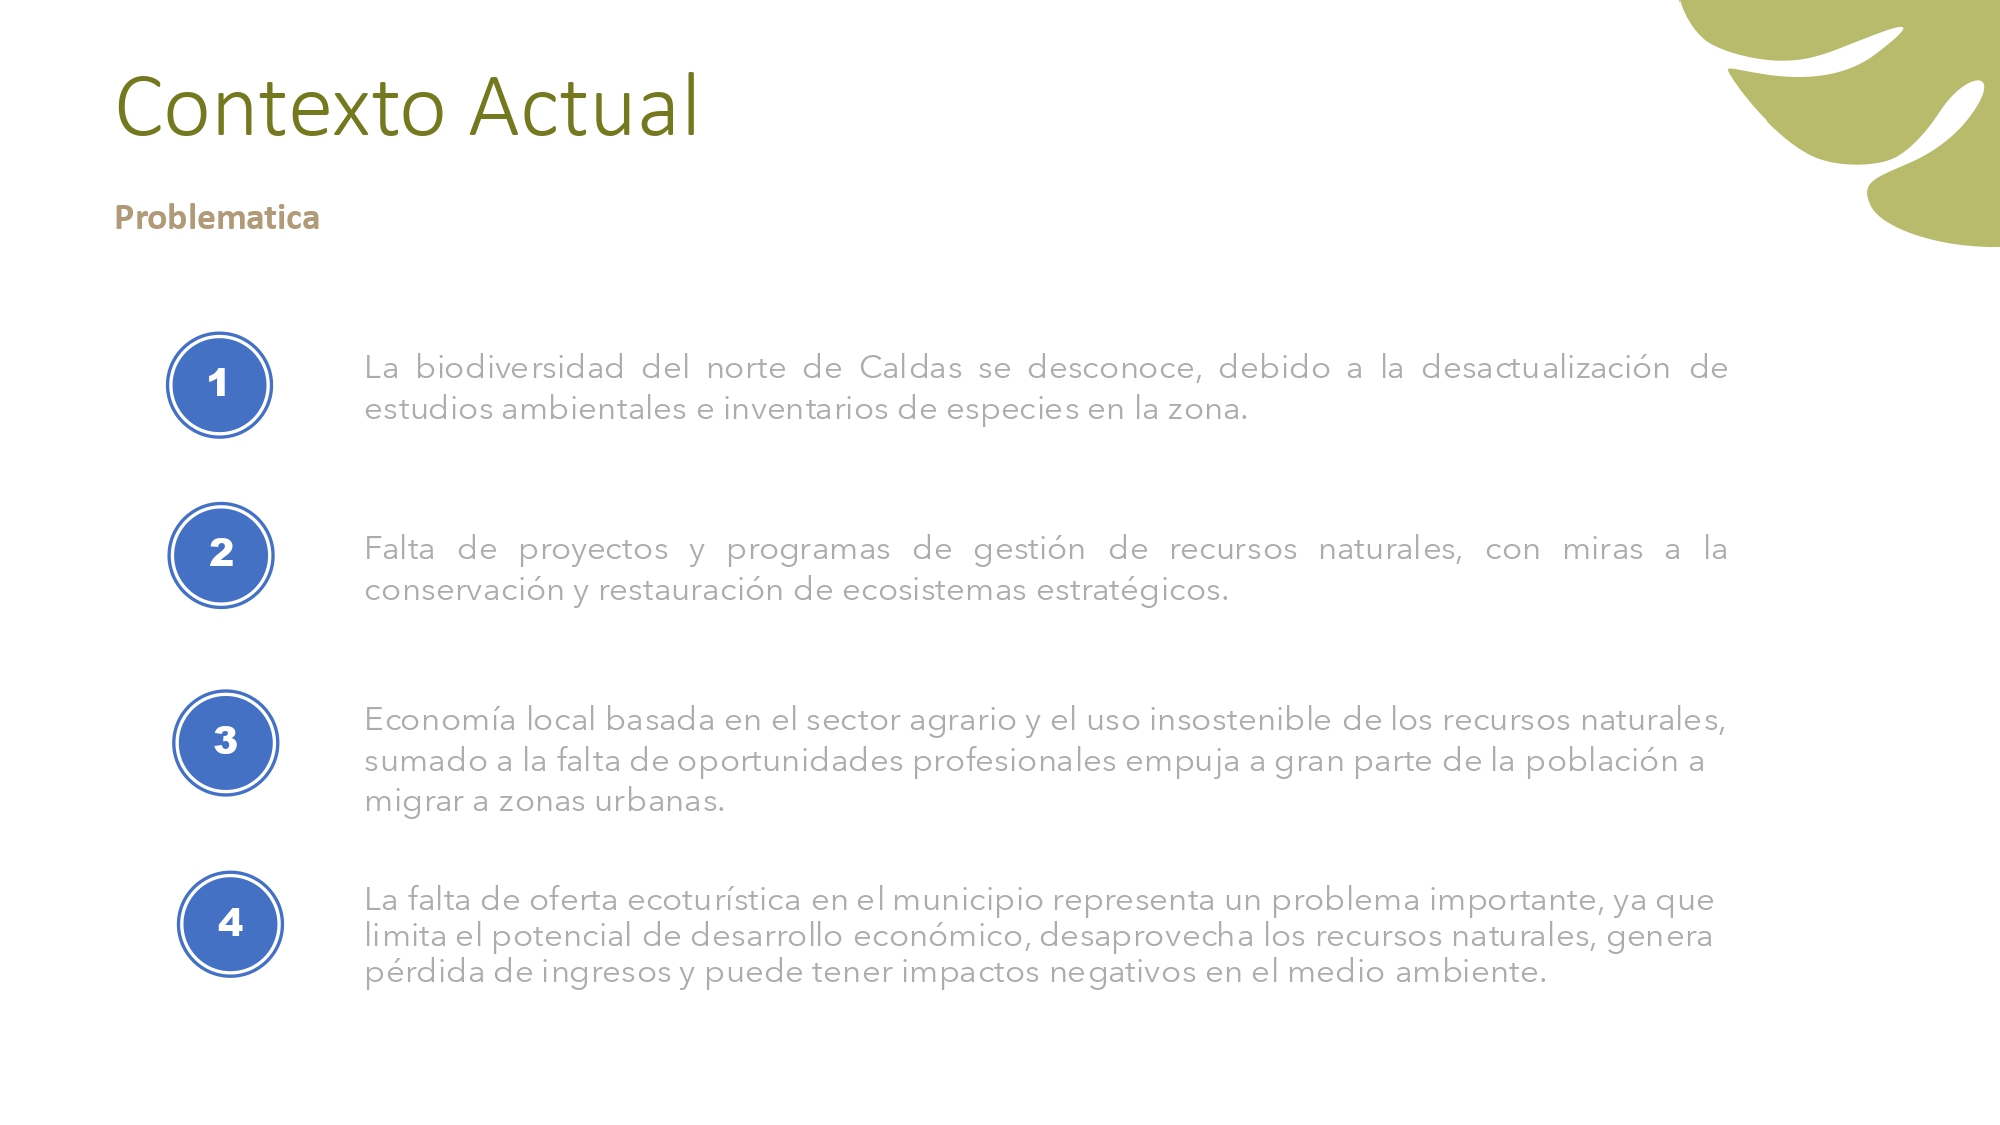 Contexto Actual
Problematica
1
La biodiversidad del norte de Caldas se desconoce, debido a la desactualización de
estudios ambientales e inventarios de especies en la zona.
2
Falta de proyectos y programas de gestión de recursos naturales, con miras a la
conservación y restauración de ecosistemas estratégicos.
3
Economía local basada en el sector agrario y el uso insostenible de los recursos naturales,
sumado a la falta de oportunidades profesionales empuja a gran parte de la población a
migrar a zonas urbanas.
4
La falta de oferta ecoturística en el municipio representa un problema importante, ya que
limita el potencial de desarrollo económico, desaprovecha los recursos naturales, genera
pérdida de ingresos y puede tener impactos negativos en el medio ambiente.